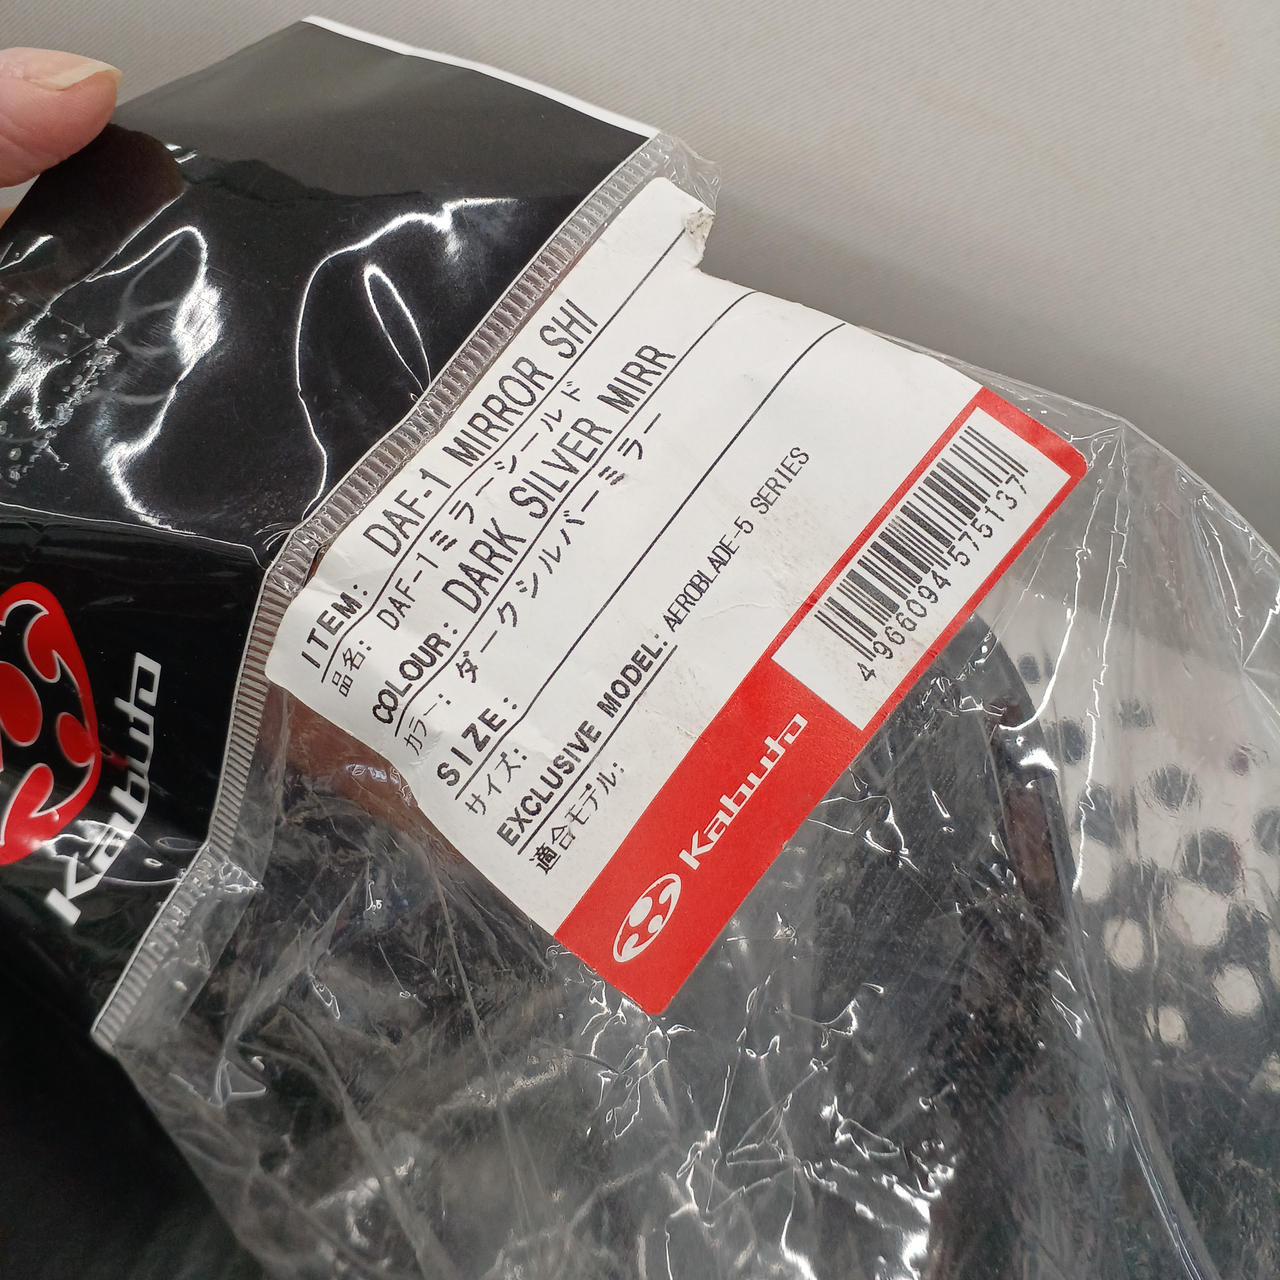 ITEM: DAF-1 MIRROR SHI
品名: DAF-1ミラーシールド
COLOUR: DARK SILVER MIRR
カラー: ダークシルバーミラー
SIZE:
サイズ:
EXCLUSIVE MODEL: AEROBLADE-5 SERIES
適合モデル:
4966094575137
Kabuto
Kabuto